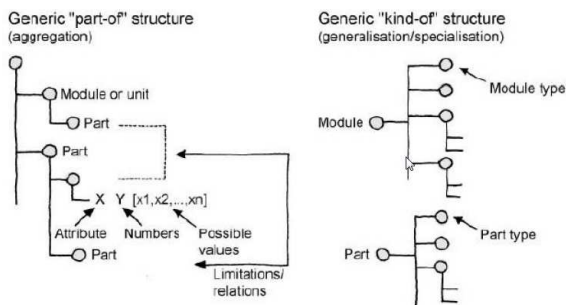 Generic "part-of" structure
(aggregation)
Module or unit
Part
Part
X Y [x1,x2,...,xn]
Attribute Numbers Possible
values
Part
Limitations/
relations
Generic "kind-of" structure
(generalisation/specialisation)
Module type
Module
Part type
Part